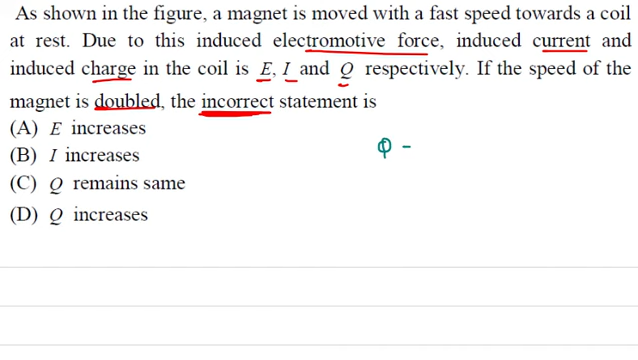 As shown in the figure, a magnet is moved with a fast speed towards a coil
at rest. Due to this induced electromotive force, induced current and
induced charge in the coil is E, I and Q respectively. If the speed of the
magnet is doubled, the incorrect statement is
(A) E increases
(B) I increases
(C) Q remains same
(D) Q increases
Φ -